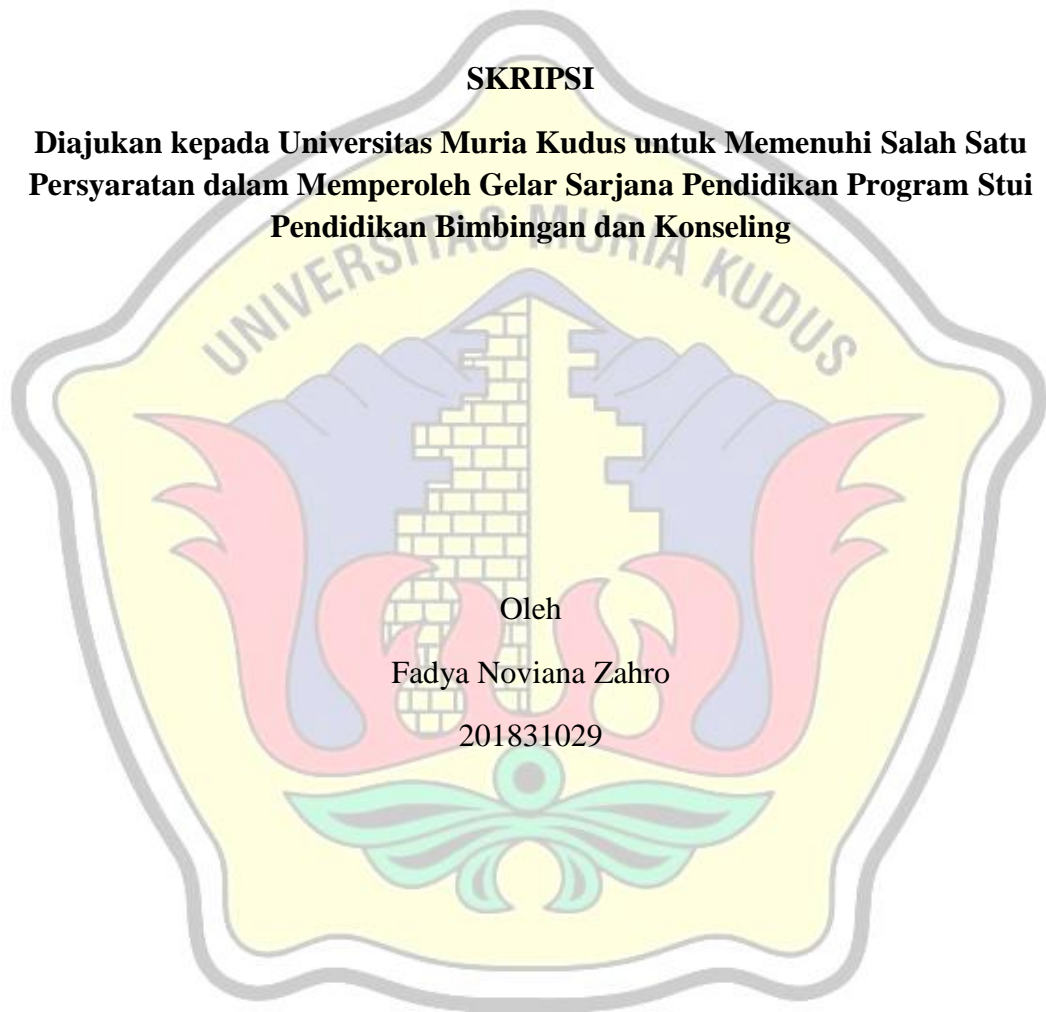 SKRIPSI
Diajukan kepada Universitas Muria Kudus untuk Memenuhi Salah Satu
Persyaratan dalam Memperoleh Gelar Sarjana Pendidikan Program Stui
Pendidikan Bimbingan dan Konseling
UNIVERSITAS MURIA KUDUS
Oleh
Fadya Noviana Zahro
201831029